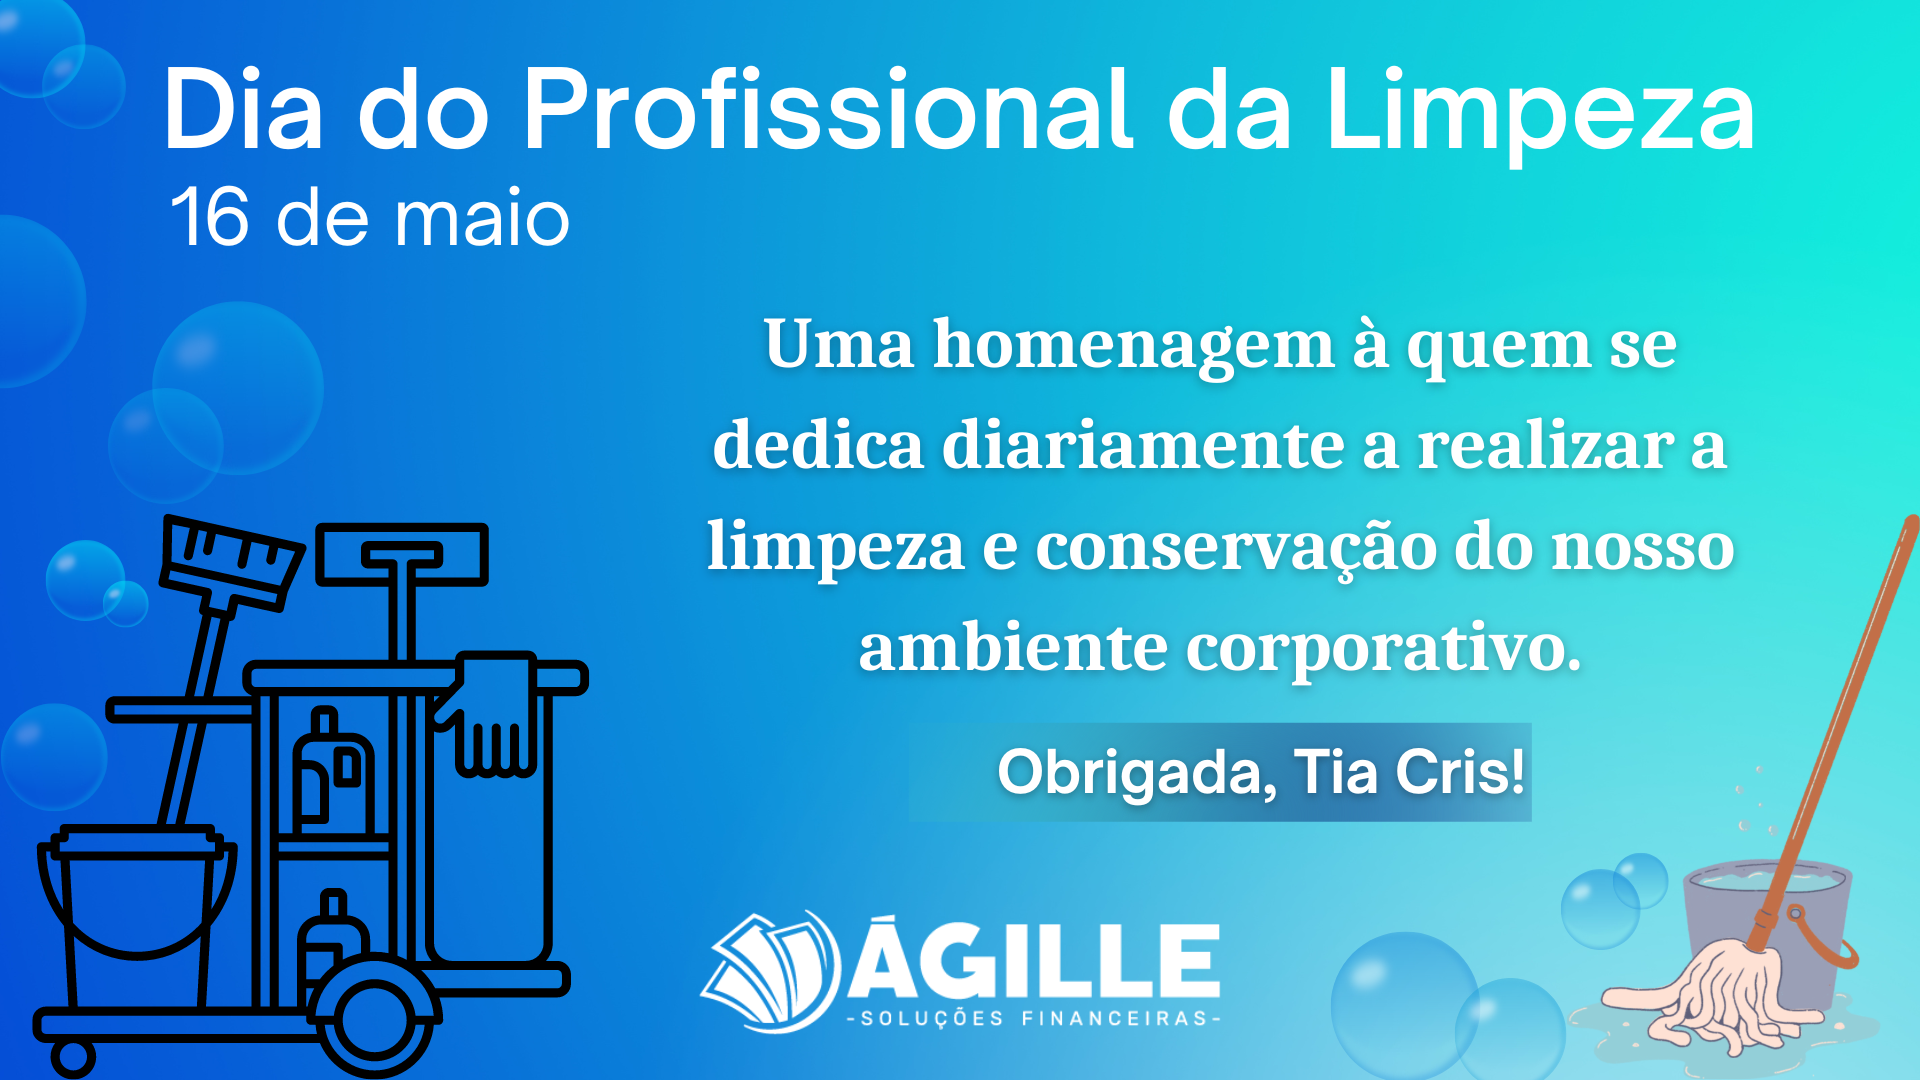 Dia do Profissional da Limpeza
16 de maio
Uma homenagem à quem se
dedica diariamente a realizar a
limpeza e conservação do nosso
ambiente corporativo.
Obrigada, Tia Cris!
ÁGILLE
-SOLUÇÕES FINANCEIRAS-